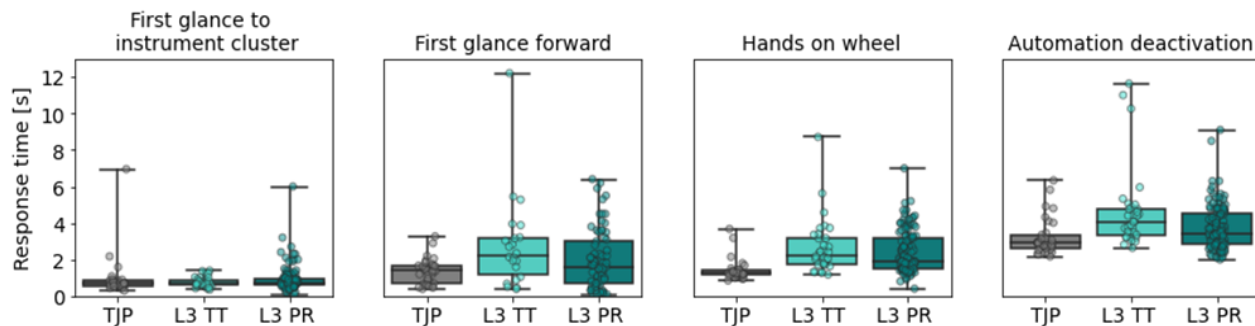 First glance to
instrument cluster
First glance forward
Hands on wheel
Automation deactivation
Response time [s]
12
10
8
6
4
2
0
TJP L3 TT L3 PR
TJP L3 TT L3 PR
TJP L3 TT L3 PR
TJP L3 TT L3 PR